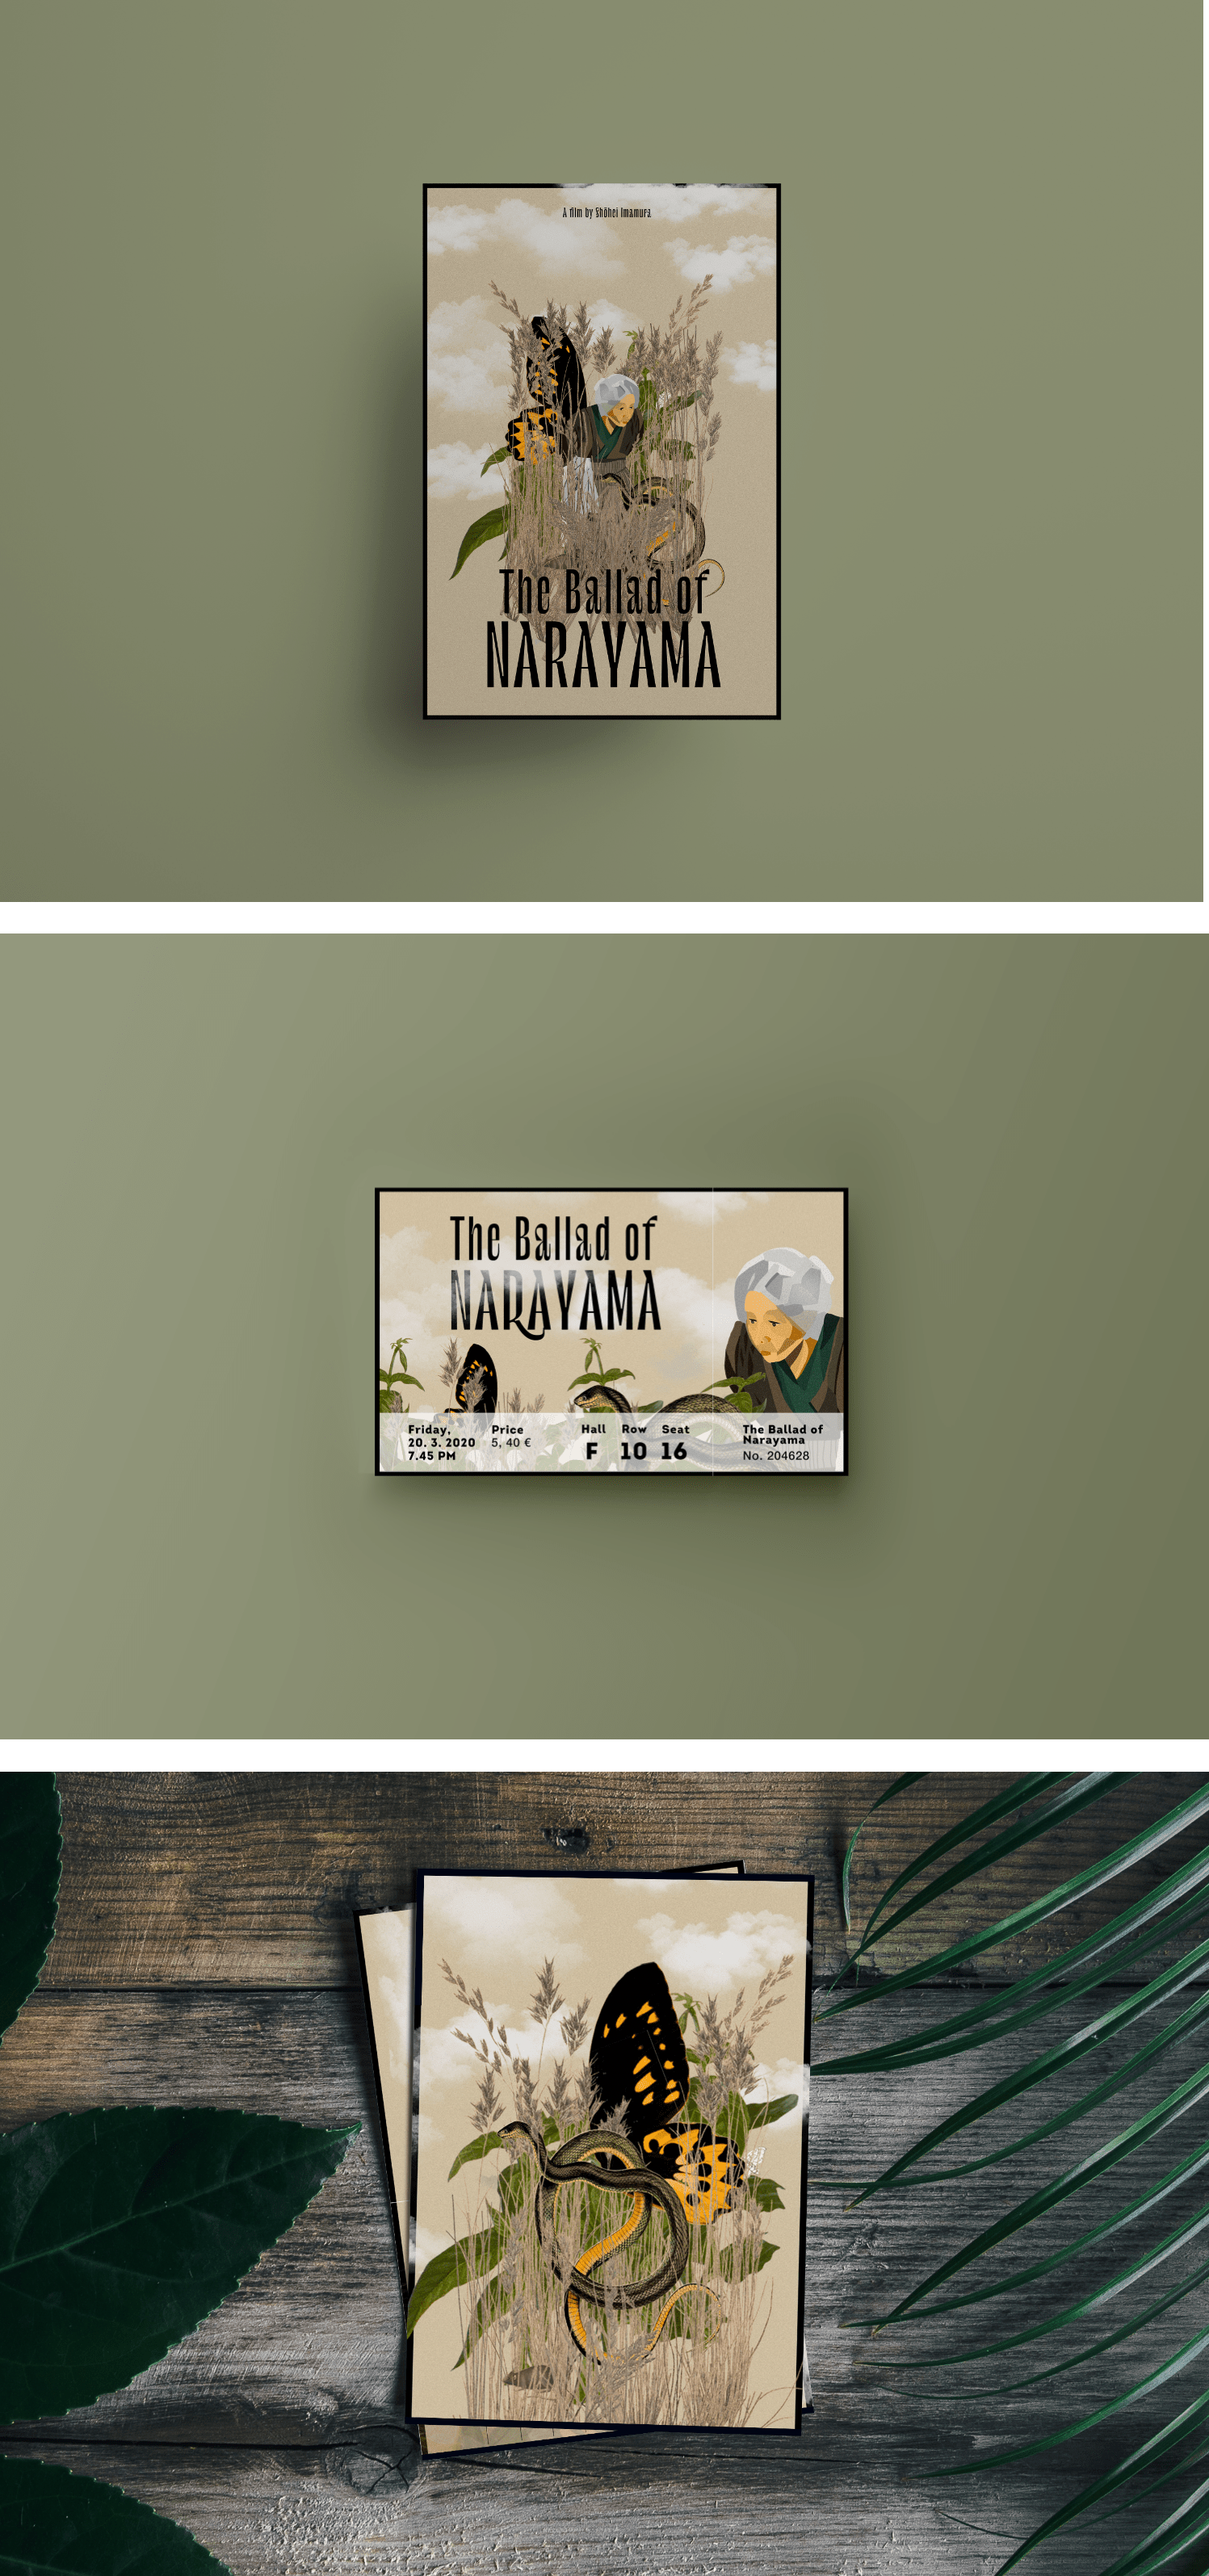 A film by Shōhei Imamura
The Ballad of
NARAYAMA
The Ballad of
NARAYAMA
Friday,
20. 3. 2020
7.45 PM
Price
5, 40 €
Hall Row Seat
F 10 16
The Ballad of
Narayama
No. 204628